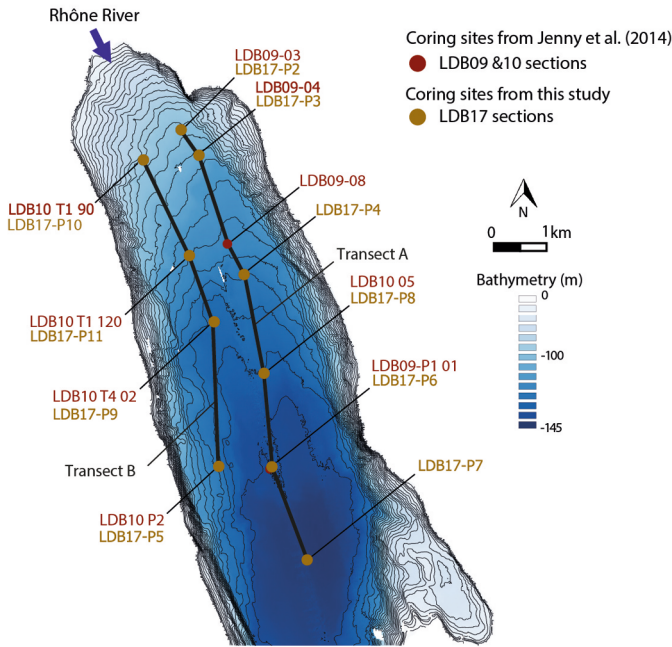 Rhône River
LDB09-03
LDB17-P2
LDB09-04
LDB17-P3
Coring sites from Jenny et al. (2014)
LDB09 &10 sections
Coring sites from this study
LDB17 sections
LDB09-08
LDB17-P4
LDB10 T1 90
LDB17-P10
N
0
1km
Transect A
Bathymetry (m)
0
-100
-145
LDB10 05
LDB17-P8
LDB10 T1 120
LDB17-P11
LDB09-P1 01
LDB17-P6
LDB10 T4 02
LDB17-P9
Transect B
LDB17-P7
LDB10 P2
LDB17-P5